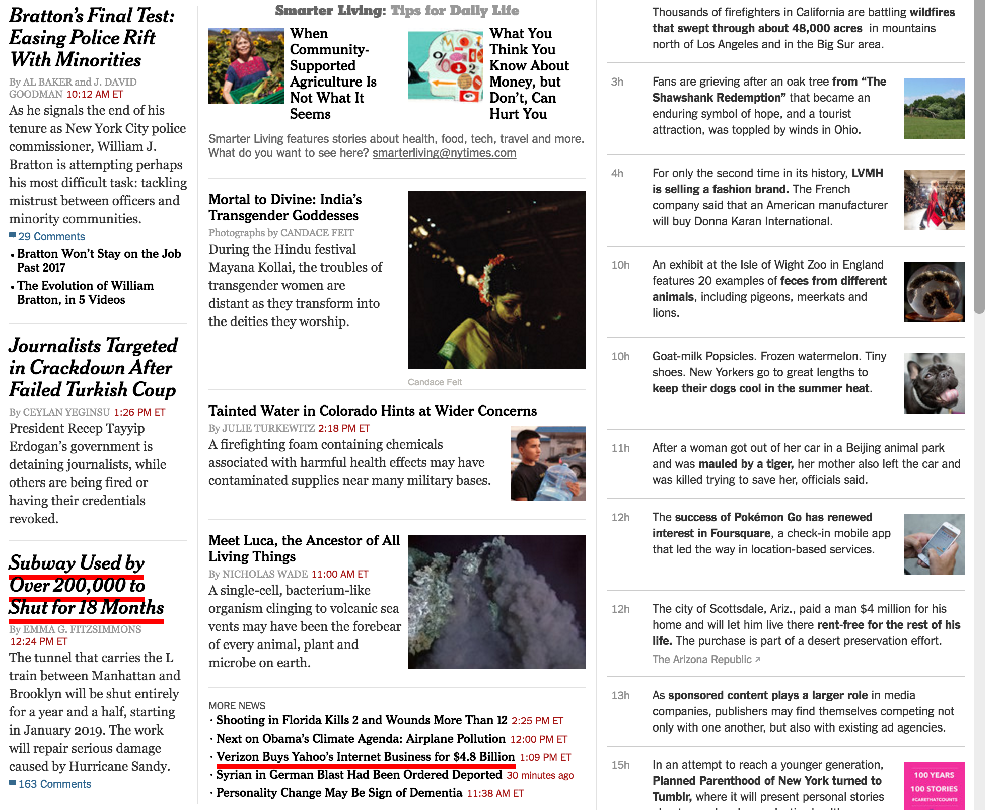 Bratton’s Final Test:
Easing Police Rift
With Minorities
By AL BAKER and J. DAVID
GOODMAN 10:12 AM ET
As he signals the end of his
tenure as New York City police
commissioner, William J.
Bratton is attempting perhaps
his most difficult task: tackling
mistrust between officers and
minority communities.
29 Comments
• Bratton Won’t Stay on the Job
Past 2017
• The Evolution of William
Bratton, in 5 Videos
Journalists Targeted
in Crackdown After
Failed Turkish Coup
By CEYLAN YEGINSU 1:26 PM ET
President Recep Tayyip
Erdogan’s government is
detaining journalists, while
others are being fired or
having their credentials
revoked.
Subway Used by
Over 200,000 to
Shut for 18 Months
By EMMA G. FITZSIMMONS
12:24 PM ET
The tunnel that carries the L
train between Manhattan and
Brooklyn will be shut entirely
for a year and a half, starting
in January 2019. The work
will repair serious damage
caused by Hurricane Sandy.
163 Comments
Smarter Living: Tips for Daily Life
When
Community-
Supported
Agriculture Is
Not What It
Seems
What You
Think You
Know About
Money, but
Don’t, Can
Hurt You
Smarter Living features stories about health, food, tech, travel and more.
What do you want to see here? smarterliving@nytimes.com
Mortal to Divine: India’s
Transgender Goddesses
Photographs by CANDACE FEIT
During the Hindu festival
Mayana Kollai, the troubles of
transgender women are
distant as they transform into
the deities they worship.
Candace Feit
Tainted Water in Colorado Hints at Wider Concerns
By JULIE TURKEWITZ 2:18 PM ET
A firefighting foam containing chemicals
associated with harmful health effects may have
contaminated supplies near many military bases.
Meet Luca, the Ancestor of All
Living Things
By NICHOLAS WADE 11:00 AM ET
A single-cell, bacterium-like
organism clinging to volcanic sea
vents may have been the forebear
of every animal, plant and
microbe on earth.
MORE NEWS
· Shooting in Florida Kills 2 and Wounds More Than 12 2:25 PM ET
· Next on Obama’s Climate Agenda: Airplane Pollution 12:00 PM ET
· Verizon Buys Yahoo’s Internet Business for $4.8 Billion 1:09 PM ET
· Syrian in German Blast Had Been Ordered Deported 30 minutes ago
· Personality Change May Be Sign of Dementia 11:38 AM ET
Thousands of firefighters in California are battling wildfires
that swept through about 48,000 acres in mountains
north of Los Angeles and in the Big Sur area.
3h
Fans are grieving after an oak tree from “The
Shawshank Redemption” that became an
enduring symbol of hope, and a tourist
attraction, was toppled by winds in Ohio.
4h
For only the second time in its history, LVMH
is selling a fashion brand. The French
company said that an American manufacturer
will buy Donna Karan International.
10h
An exhibit at the Isle of Wight Zoo in England
features 20 examples of feces from different
animals, including pigeons, meerkats and
lions.
10h
Goat-milk Popsicles. Frozen watermelon. Tiny
shoes. New Yorkers go to great lengths to
keep their dogs cool in the summer heat.
11h
After a woman got out of her car in a Beijing animal park
and was mauled by a tiger, her mother also left the car and
was killed trying to save her, officials said.
12h
The success of Pokémon Go has renewed
interest in Foursquare, a check-in mobile app
that led the way in location-based services.
12h
The city of Scottsdale, Ariz., paid a man $4 million for his
home and will let him live there rent-free for the rest of his
life. The purchase is part of a desert preservation effort.
The Arizona Republic
13h
As sponsored content plays a larger role in media
companies, publishers may find themselves competing not
only with one another, but also with existing ad agencies.
15h
In an attempt to reach a younger generation,
Planned Parenthood of New York turned to
Tumblr, where it will present personal stories
100 YEARS
100 STORIES
#CARETHATCOUNTS